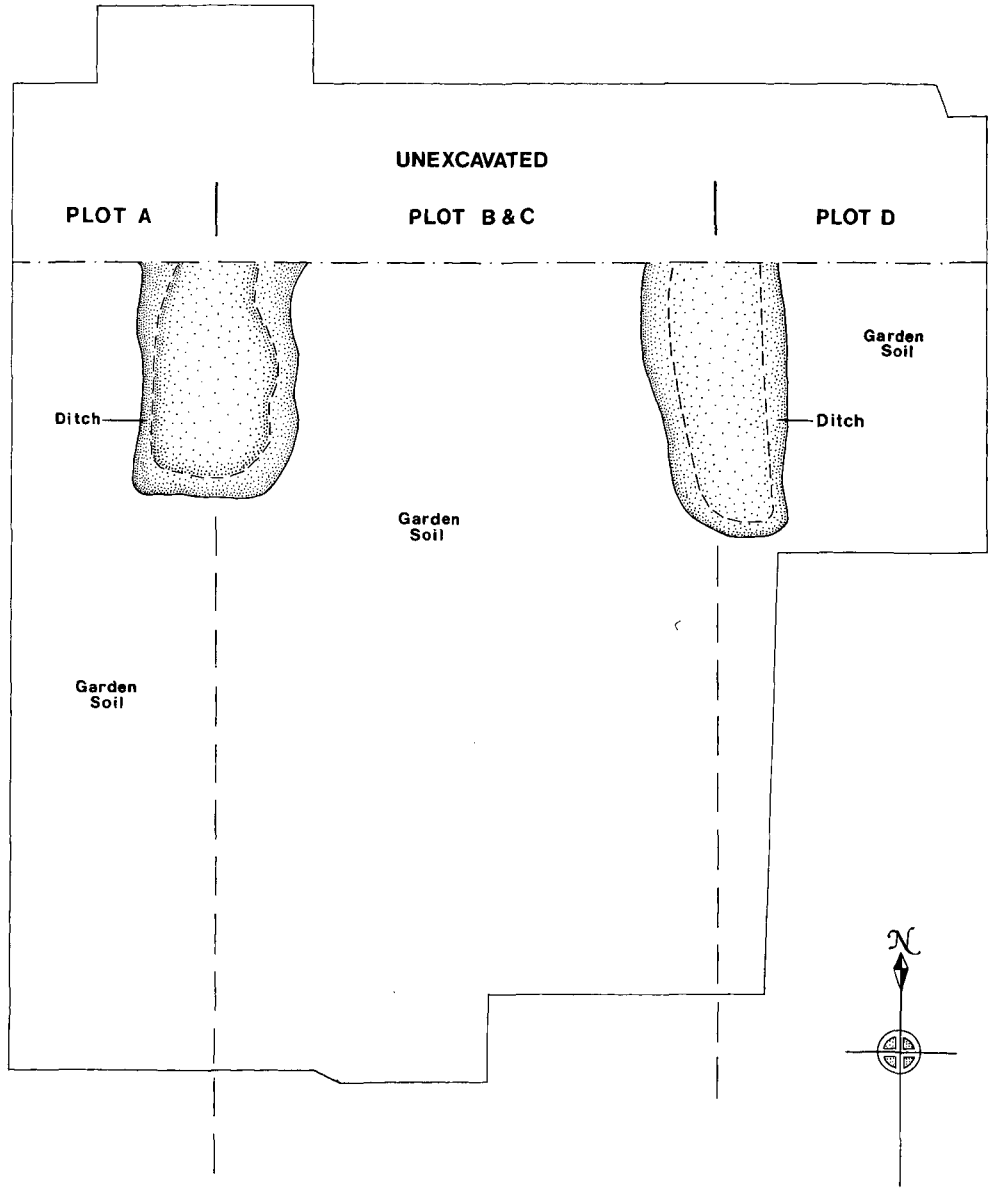 UNEXCAVATED
PLOT A
PLOT B & C
PLOT D
Garden
Soil
Ditch
Ditch
Garden
Soil
Garden
Soil
N